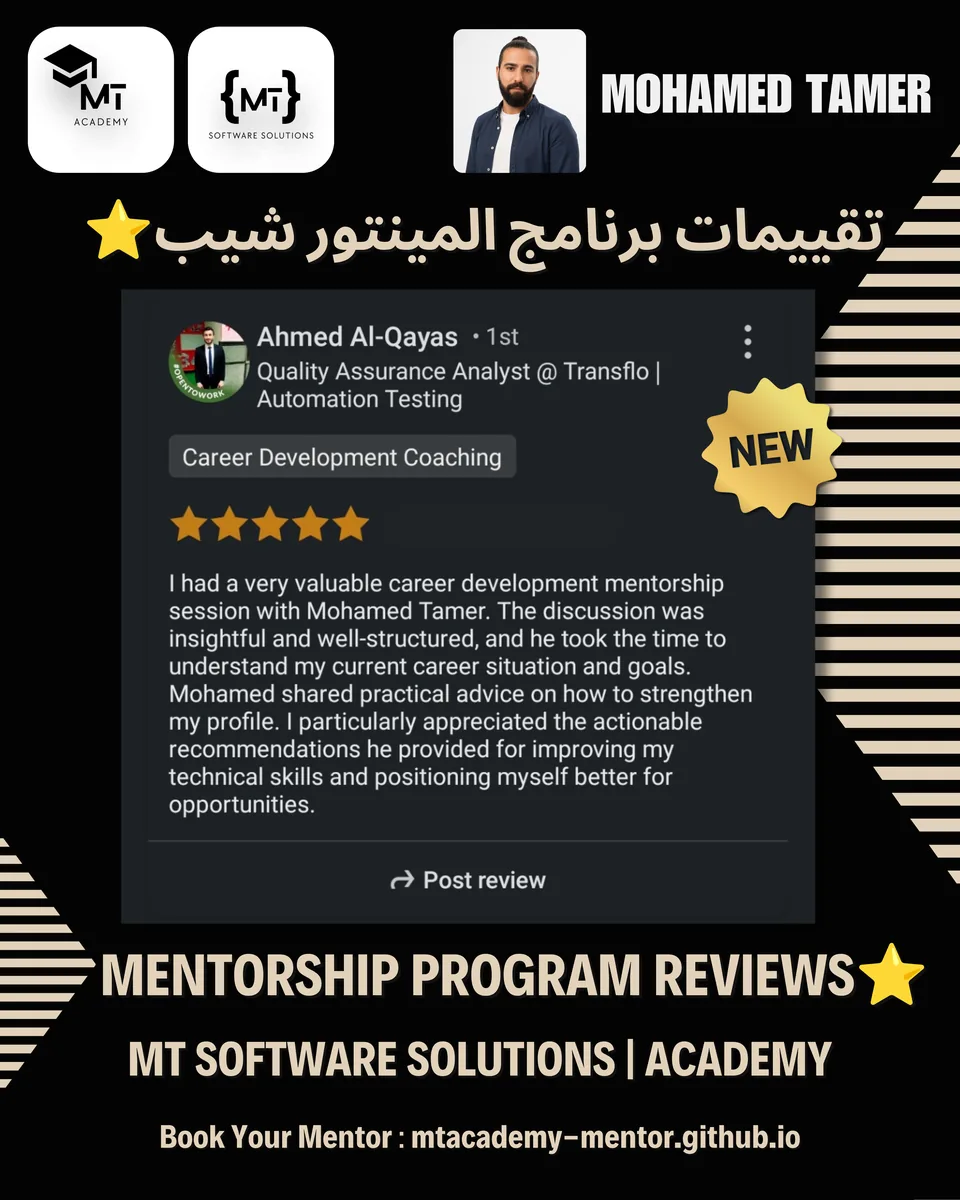 MT
ACADEMY
{MT}
SOFTWARE SOLUTIONS
MOHAMED TAMER
تقييمات برنامج المينتور شيب⭐
#OPENTOWORK
Ahmed Al-Qayas • 1st
Quality Assurance Analyst @ Transflo |
Automation Testing
NEW
Career Development Coaching
I had a very valuable career development mentorship
session with Mohamed Tamer. The discussion was
insightful and well-structured, and he took the time to
understand my current career situation and goals.
Mohamed shared practical advice on how to strengthen
my profile. I particularly appreciated the actionable
recommendations he provided for improving my
technical skills and positioning myself better for
opportunities.
Post review
MENTORSHIP PROGRAM REVIEWS⭐
MT SOFTWARE SOLUTIONS | ACADEMY
Book Your Mentor : mtacademy-mentor.github.io